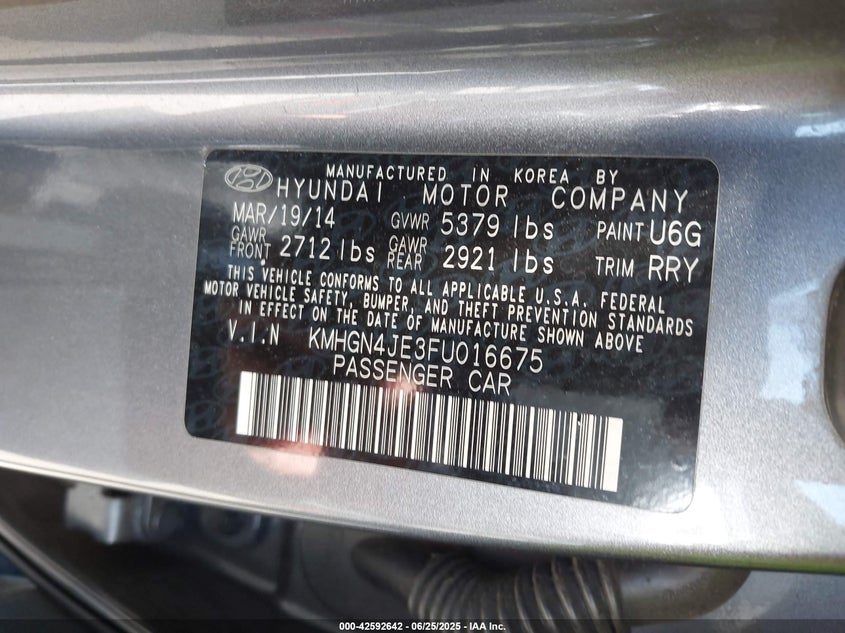 MANUFACTURED IN KOREA BY
HYUNDAI MOTOR COMPANY
MAR/19/14 GVWR 5379 lbs PAINT U6G
GAWR FRONT 2712 lbs GAWR REAR 2921 lbs TRIM RRY
THIS VEHICLE CONFORMS TO ALL APPLICABLE U.S.A. FEDERAL
MOTOR VEHICLE SAFETY, BUMPER, AND THEFT PREVENTION STANDARDS
IN EFFECT ON THE DATE OF MANUFACTURE SHOWN ABOVE
V.I.N KMHGN4JE3FU016675
PASSENGER CAR
000-42592642 - 06/25/2025 - IAA Inc.